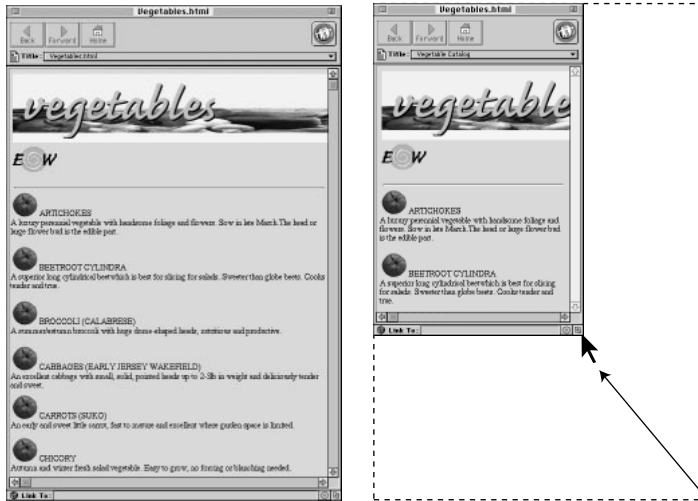 Vegetables.html
Back Forward Home
Title: Vegetables.html
vegetables
E W
ARTICHOKES
A luxury perennial vegetable with handsome foliage and flowers. Sow in late March. The head or
large flower bud is the edible part.
BEETROOT CYLINDRA
A superior long cylindrical beet which is best for slicing for salads. Sweeter than globe beets. Cooks
tender and true.
BROCCOLI (CALABRESE)
A summer/autumn broccoli with huge dome-shaped heads, nutritious and productive.
CABBAGES (EARLY JERSEY WAKEFIELD)
An excellent cabbage with small, solid, pointed heads up to 2-3lb in weight and deliciously tender
and sweet.
CARROTS (SUKO)
An early and sweet little carrot, fast to mature and excellent where garden space is limited.
CHICORY
Autumn and winter fresh salad vegetable. Easy to grow, no forcing or blanching needed.
Link To:
Vegetables.html
Back Forward Home
Title: Vegetable Catalog
vegetable
E W
ARTICHOKES
A luxury perennial vegetable with handsome foliage and
flowers. Sow in late March. The head or large flower bud
is the edible part.
BEETROOT CYLINDRA
A superior long cylindrical beet which is best for slicing
for salads. Sweeter than globe beets. Cooks tender and
true.
Link To: